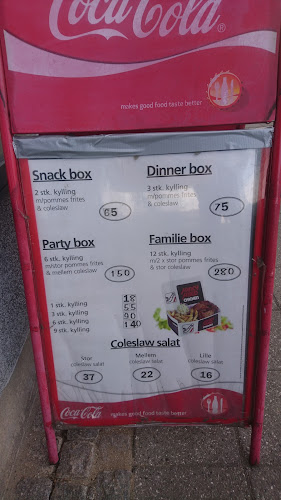 Coca Cola
makes good food taste better
Snack box
2 stk. kylling
m/pommes frites
& coleslaw
65
Dinner box
3 stk. kylling
m/pommes frites
& coleslaw
75
Party box
6 stk. kylling
m/stor pommes frites
& mellem coleslaw
150
Familie box
12 stk. kylling
m/2 x stor pommes frites
& stor coleslaw
280
1 stk. kylling 18
3 stk. kylling 55
6 stk. kylling 90
9 stk. kylling 140
Coleslaw salat
Stor
coleslaw salat
37
Mellem
coleslaw salat
22
Lille
coleslaw salat
16
Coca-Cola makes good food taste better